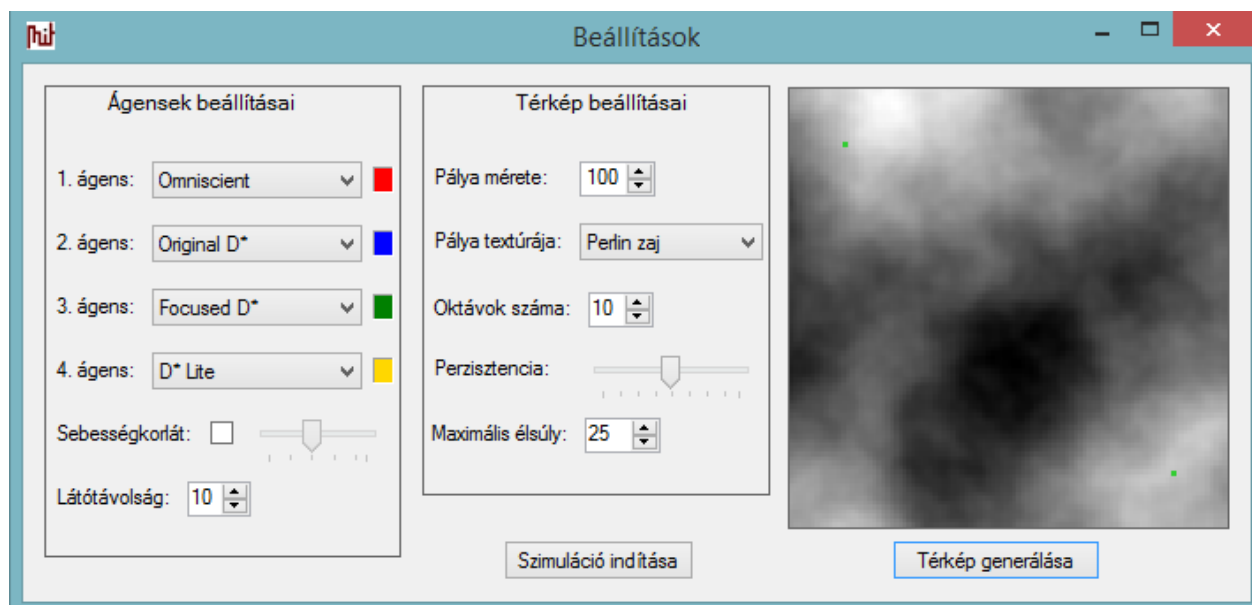 Beállítások
Ágensek beállításai
1. ágens: Omniscient
2. ágens: Original D*
3. ágens: Focused D*
4. ágens: D* Lite
Sebességkorlát:
Látótávolság: 10
Térkép beállításai
Pálya mérete: 100
Pálya textúrája: Perlin zaj
Oktávok száma: 10
Perzisztencia:
Maximális élsúly: 25
Szimuláció indítása
Térkép generálása